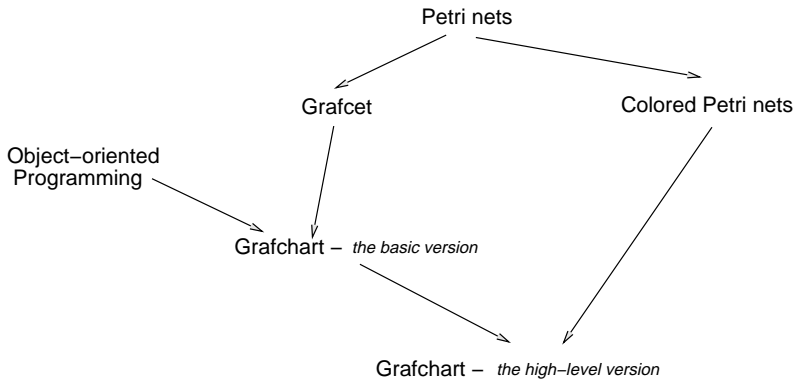 Petri nets
Grafcet
Colored Petri nets
Object−oriented
Programming
Grafchart − the basic version
Grafchart − the high−level version